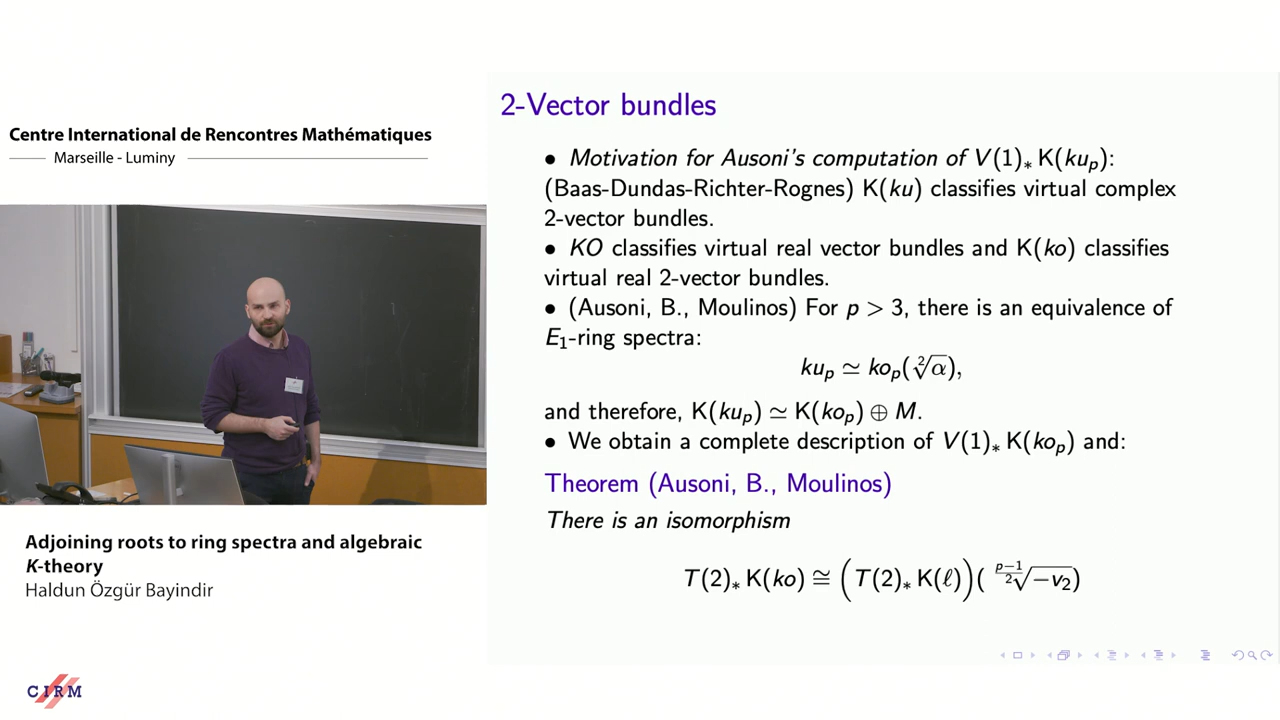 Centre International de Rencontres Mathématiques
Marseille - Luminy
Adjoining roots to ring spectra and algebraic
K-theory
Haldun Özgür Bayindir
CIRM
2-Vector bundles
• Motivation for Ausoni's computation of V(1)∗ K(ku_p):
(Baas-Dundas-Richter-Rognes) K(ku) classifies virtual complex
2-vector bundles.
• KO classifies virtual real vector bundles and K(ko) classifies
virtual real 2-vector bundles.
• (Ausoni, B., Moulinos) For p > 3, there is an equivalence of
E₁-ring spectra:
ku_p ≃ ko_p(²√α),
and therefore, K(ku_p) ≃ K(ko_p) ⊕ M.
• We obtain a complete description of V(1)∗ K(ko_p) and:
Theorem (Ausoni, B., Moulinos)
There is an isomorphism
T(2)∗ K(ko) ≅ (T(2)∗ K(ℓ))( \sqrt[\frac{p-1}{2}]{-v_2})